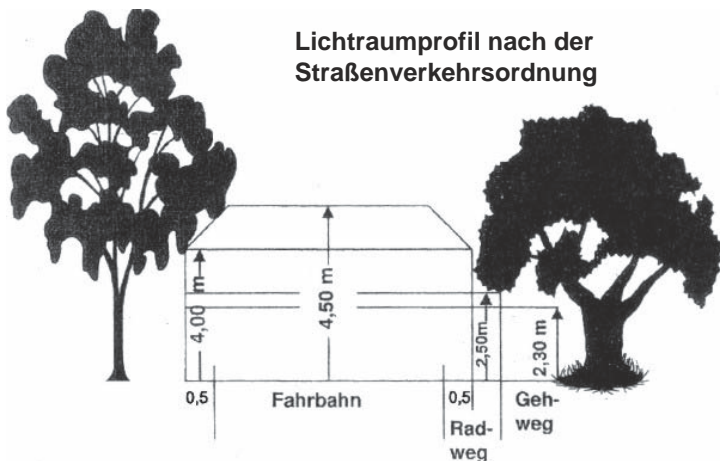 Lichtraumprofil nach der
Straßenverkehrsordnung
4,00 m
4,50 m
2,50m
2,30 m
0,5
Fahrbahn
0,5
Rad-
weg
Geh-
weg